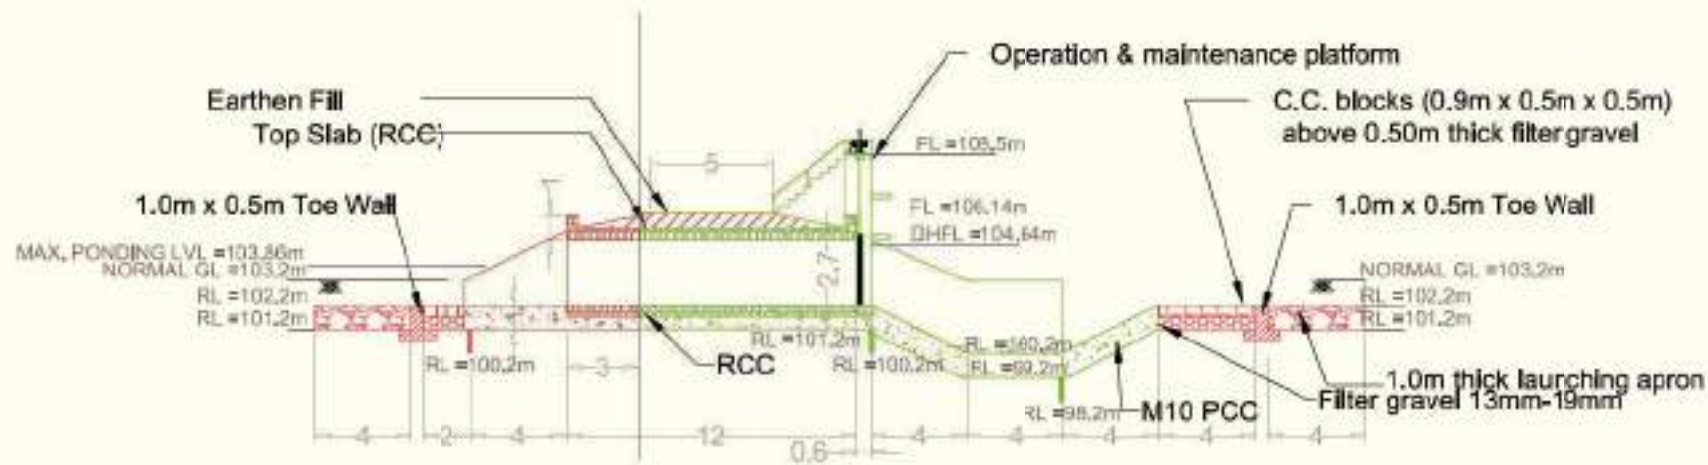 Operation & maintenance platform
Earthen Fill
Top Slab (RCC)
C.C. blocks (0.9m x 0.5m x 0.5m)
above 0.50m thick filter gravel
FL =108.5m
5
1.0m x 0.5m Toe Wall
FL =106.14m
1.0m x 0.5m Toe Wall
DHFL =104.64m
MAX. PONDING LVL =103.86m
NORMAL GL =103.2m
2.7
NORMAL GL =103.2m
RL =102.2m
RL =102.2m
RL =101.2m
RL =101.2m
RL =101.2m
RL =100.2m
RL =100.2m
RL =100.2m
RL =99.2m
RCC
3
1.0m thick laurching apron
Filter gravel 13mm-19mm
RL =98.2m
M10 PCC
4
2
4
12
0.6
4
4
4
4
4